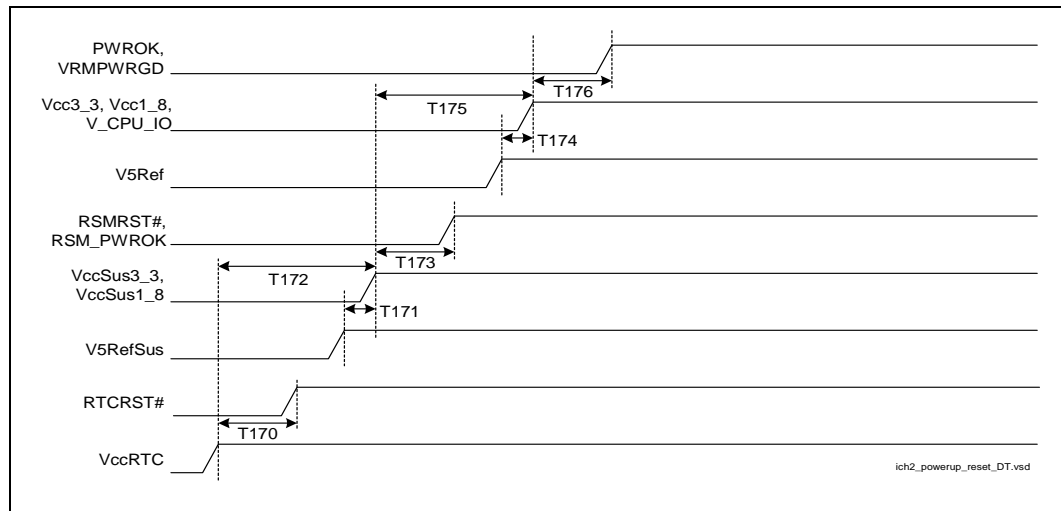 PWROK,
VRMPWRGD
T176
Vcc3_3, Vcc1_8,
V_CPU_IO
T175
T174
V5Ref
RSMRST#,
RSM_PWROK
T173
VccSus3_3,
VccSus1_8
T172
T171
V5RefSus
RTCRST#
T170
VccRTC
ich2_powerup_reset_DT.vsd